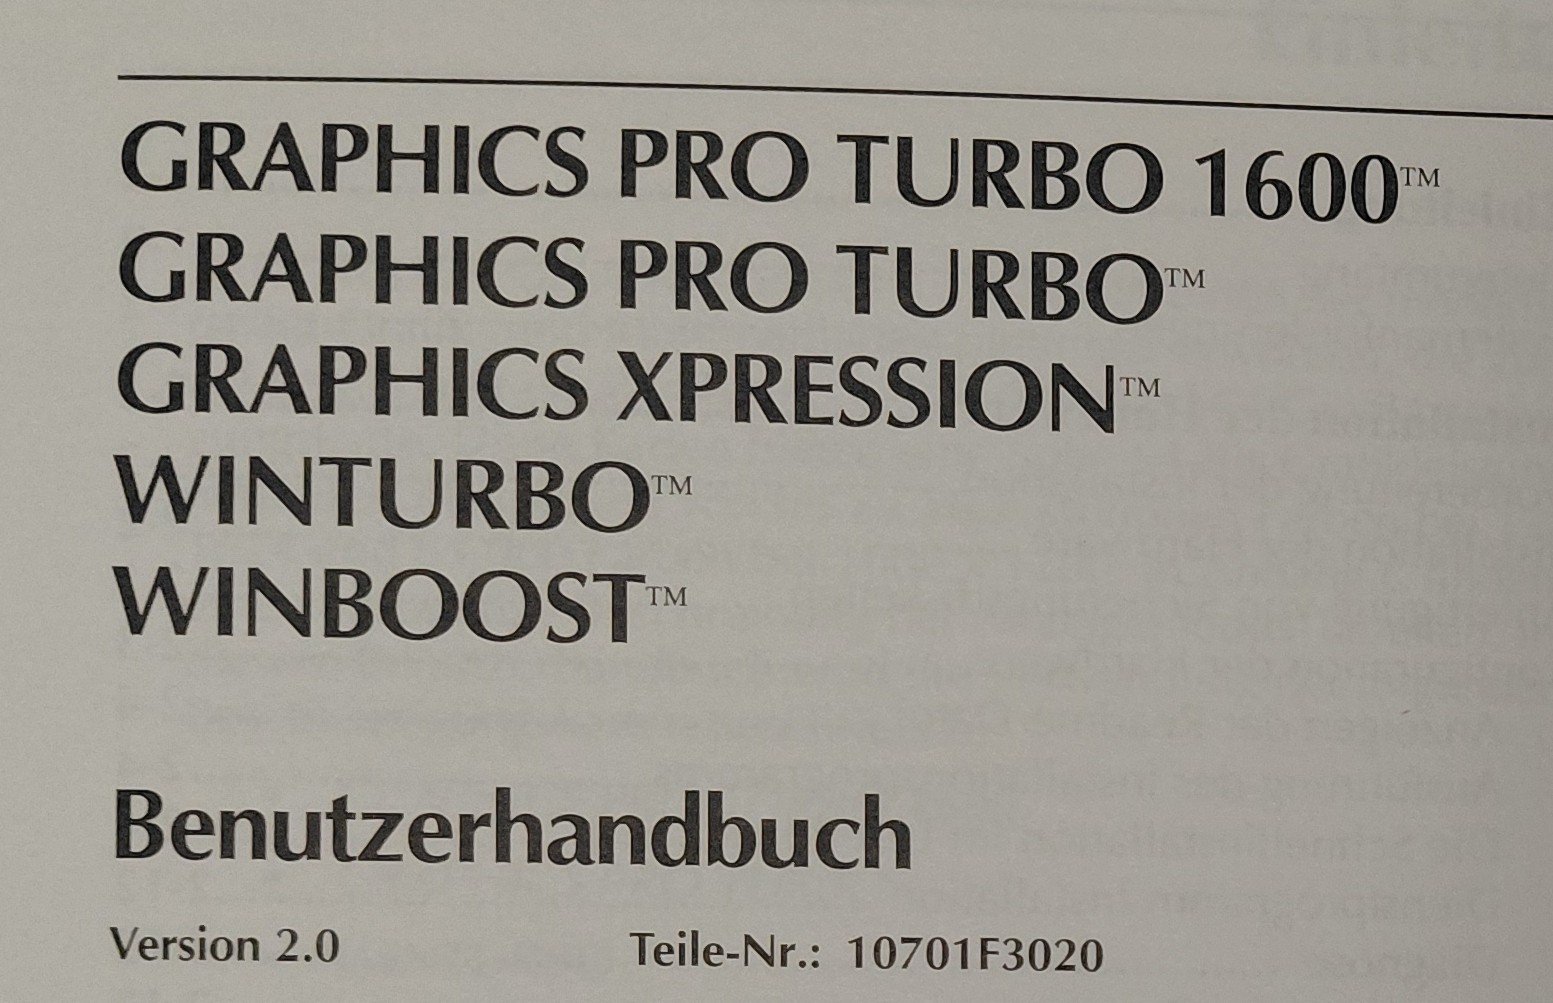 GRAPHICS PRO TURBO 1600™
GRAPHICS PRO TURBO™
GRAPHICS XPRESSION™
WINTURBO™
WINBOOST™
Benutzerhandbuch
Version 2.0 Teile-Nr.: 10701F3020